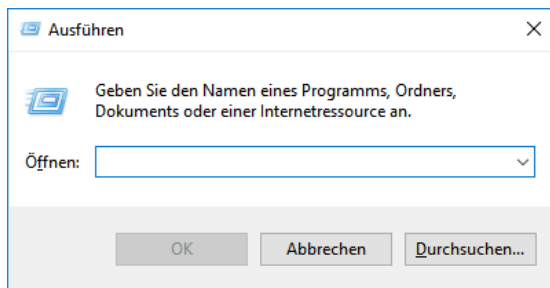 Ausführen
Geben Sie den Namen eines Programms, Ordners,
Dokuments oder einer Internetressource an.
Öffnen:
OK Abbrechen Durchsuchen...